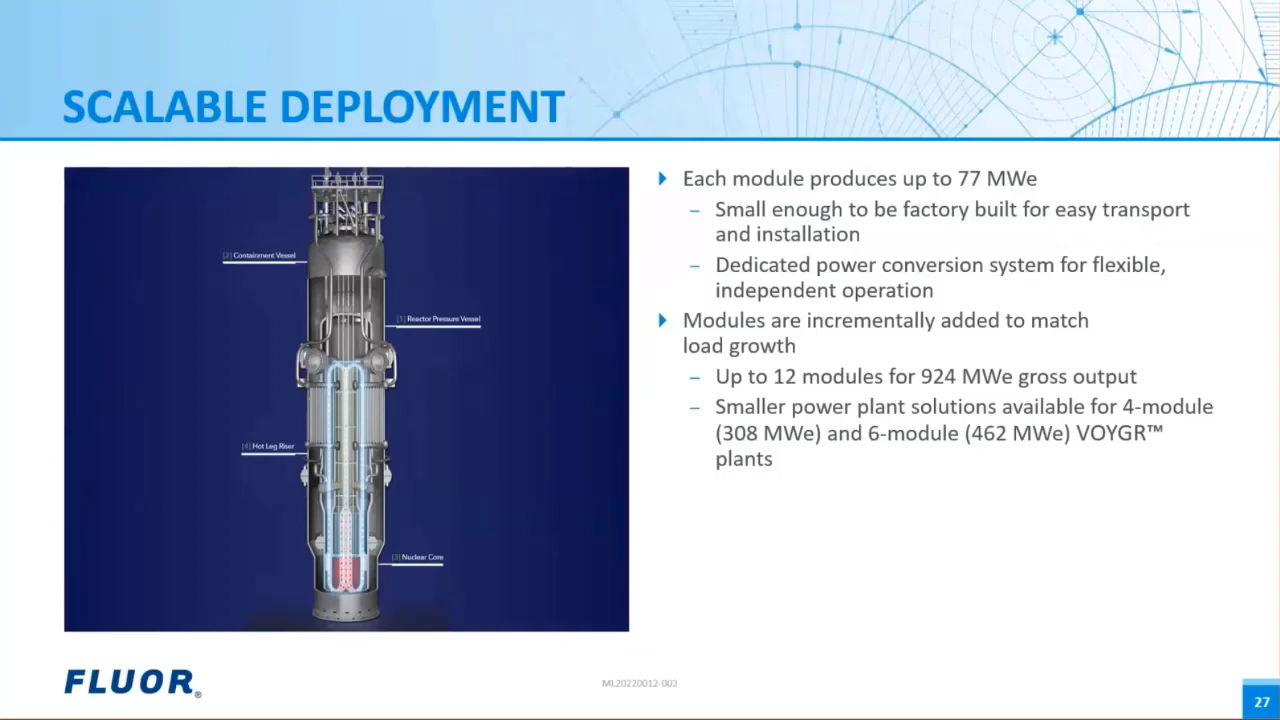 SCALABLE DEPLOYMENT
[2] Containment Vessel
[1] Reactor Pressure Vessel
[4] Hot Leg Riser
[3] Nuclear Core
Each module produces up to 77 MWe
– Small enough to be factory built for easy transport
and installation
– Dedicated power conversion system for flexible,
independent operation
Modules are incrementally added to match
load growth
– Up to 12 modules for 924 MWe gross output
– Smaller power plant solutions available for 4-module
(308 MWe) and 6-module (462 MWe) VOYGR™
plants
FLUOR®
ML20220012-002
27